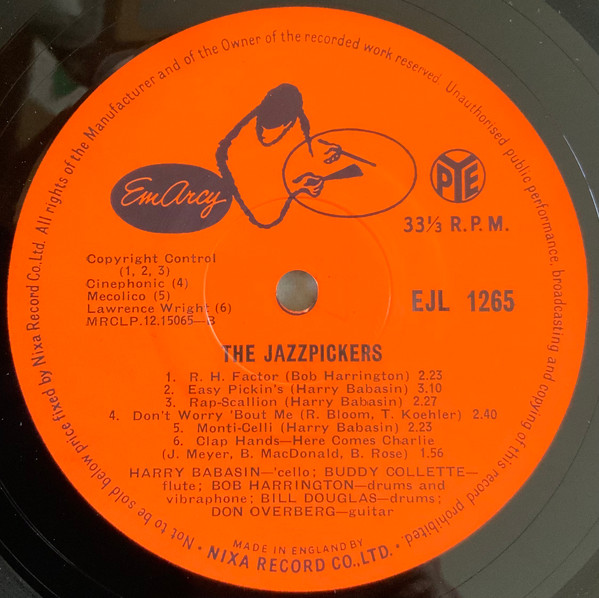 Not to be sold below price fixed by Nixa Record Co., Ltd. All rights of the Manufacturer and of the Owner of the recorded work reserved. Unauthorised public performance, broadcasting and copying of this record prohibited.
EmArcy
PYE
33⅓ R.P.M.
Copyright Control
(1, 2, 3)
Cinephonic (4)
Mecolico (5)
Lawrence Wright (6)
MRCLP.12.15065—B
EJL 1265
THE JAZZPICKERS
1. R. H. Factor (Bob Harrington) 2.23
2. Easy Pickin's (Harry Babasin) 3.10
3. Rap-Scallion (Harry Babasin) 2.27
4. Don't Worry 'Bout Me (R. Bloom, T. Koehler) 2.40
5. Monti-Celli (Harry Babasin) 2.23
6. Clap Hands—Here Comes Charlie
(J. Meyer, B. MacDonald, B. Rose) 1.56
HARRY BABASIN—'cello; BUDDY COLLETTE—
flute; BOB HARRINGTON—drums and
vibraphone; BILL DOUGLAS—drums;
DON OVERBERG—guitar
MADE IN ENGLAND BY
• NIXA RECORD CO., LTD. •